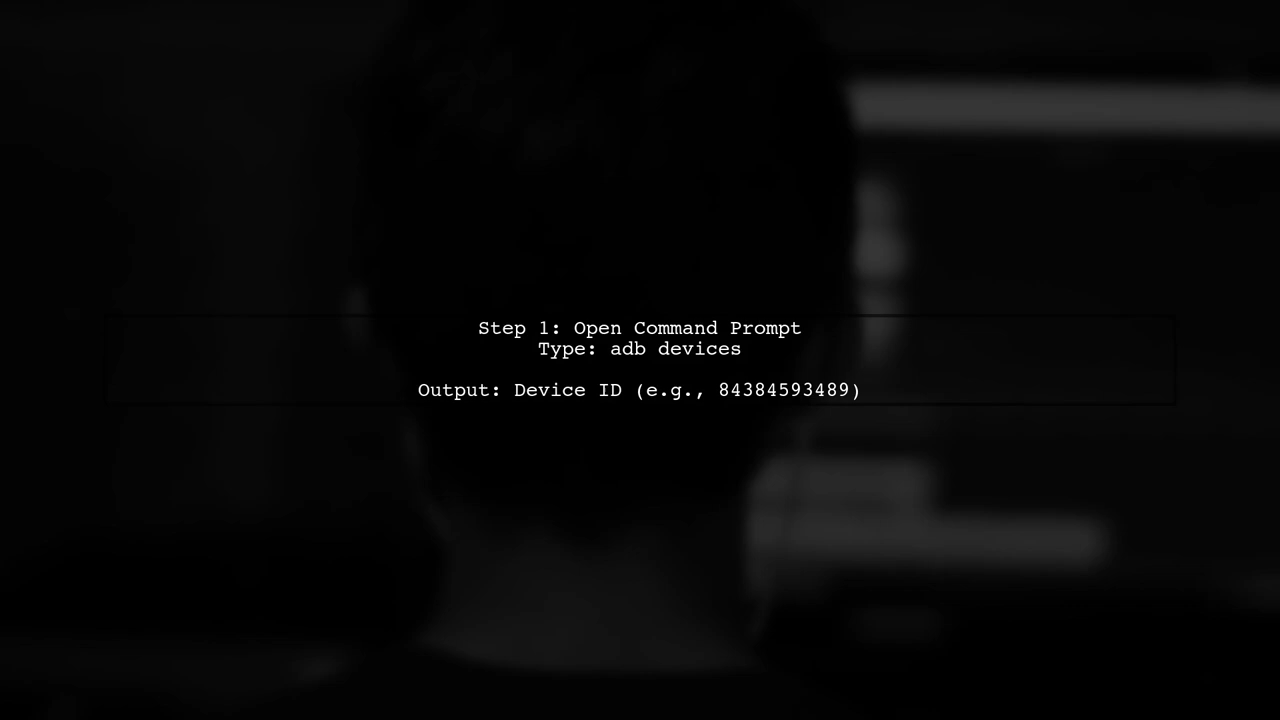 Step 1: Open Command Prompt
Type: adb devices
Output: Device ID (e.g., 84384593489)